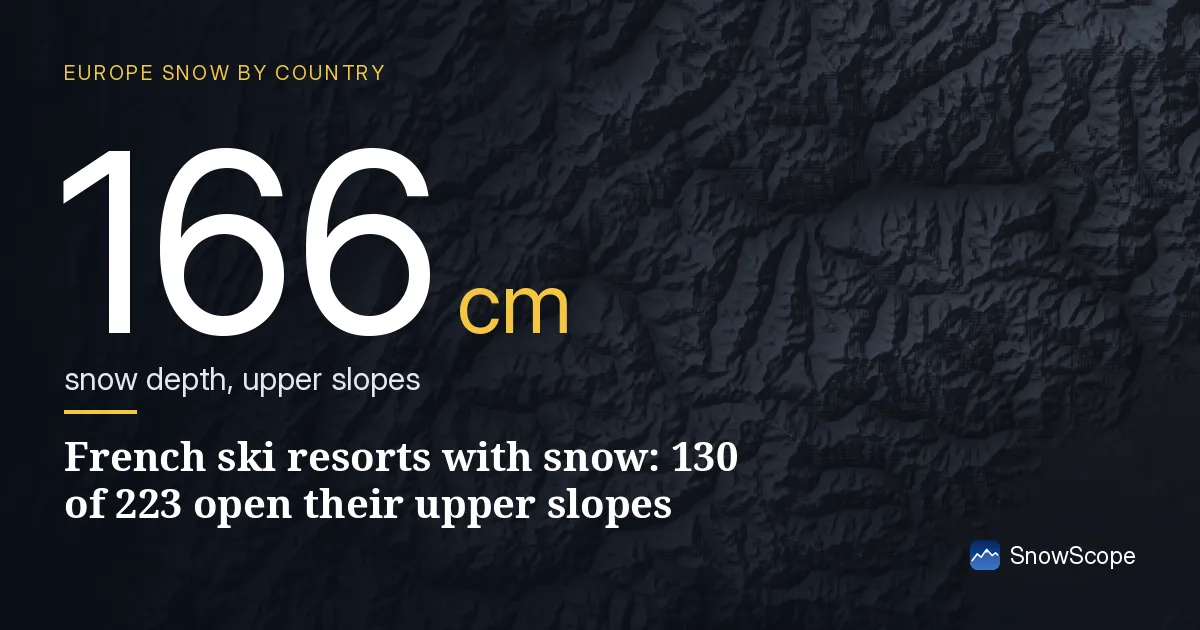 EUROPE SNOW BY COUNTRY
166 cm
snow depth, upper slopes
French ski resorts with snow: 130
of 223 open their upper slopes
SnowScope